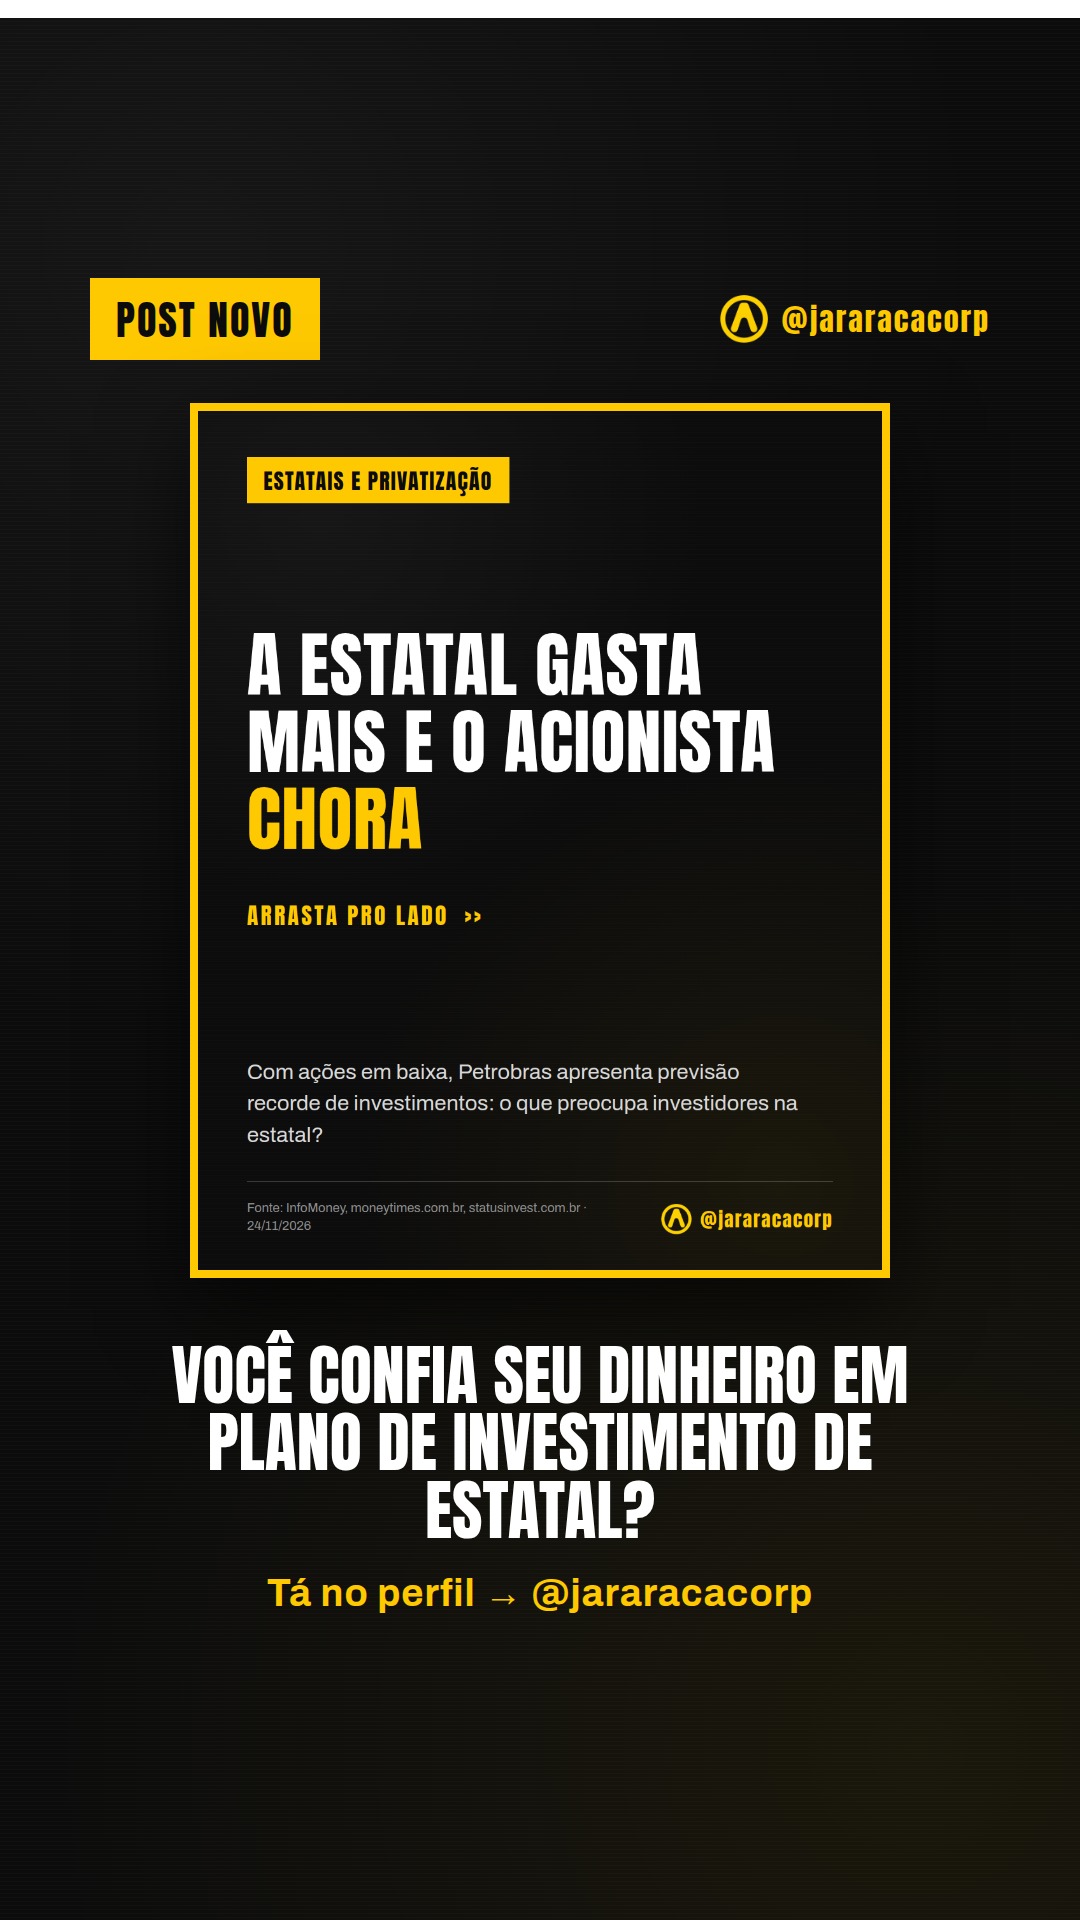 POST NOVO
@jararacacorp
ESTATAIS E PRIVATIZAÇÃO
A ESTATAL GASTA
MAIS E O ACIONISTA
CHORA
ARRASTA PRO LADO ››
Com ações em baixa, Petrobras apresenta previsão
recorde de investimentos: o que preocupa investidores na
estatal?
Fonte: InfoMoney, moneytimes.com.br, statusinvest.com.br ·
24/11/2026
@jararacacorp
VOCÊ CONFIA SEU DINHEIRO EM
PLANO DE INVESTIMENTO DE
ESTATAL?
Tá no perfil → @jararacacorp